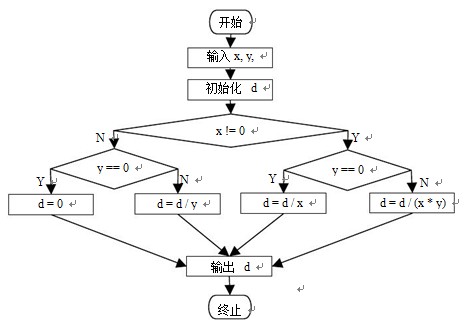 开始
输入 x, y,
初始化 d
x != 0
N
Y
y == 0
y == 0
Y
N
Y
N
d = 0
d = d / y
d = d / x
d = d / (x * y)
输出 d
终止